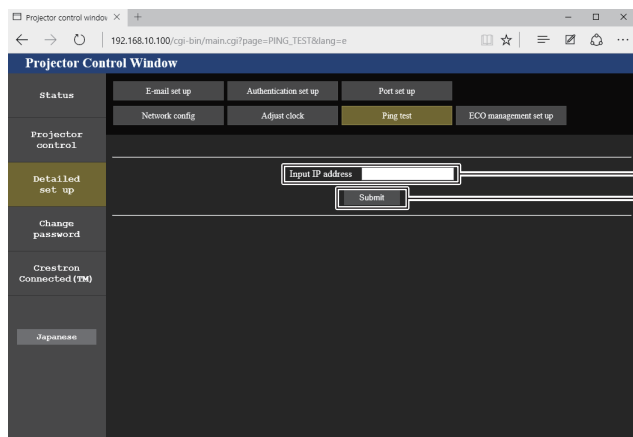 Projector control window
192.168.10.100/cgi-bin/main.cgi?page=PING_TEST&lang=e
Projector Control Window
Status
E-mail set up
Authentication set up
Port set up
Network config
Adjust clock
Ping test
ECO management set up
Projector
control
Detailed
set up
Input IP address
Submit
Change
password
Crestron
Connected(TM)
Japanese